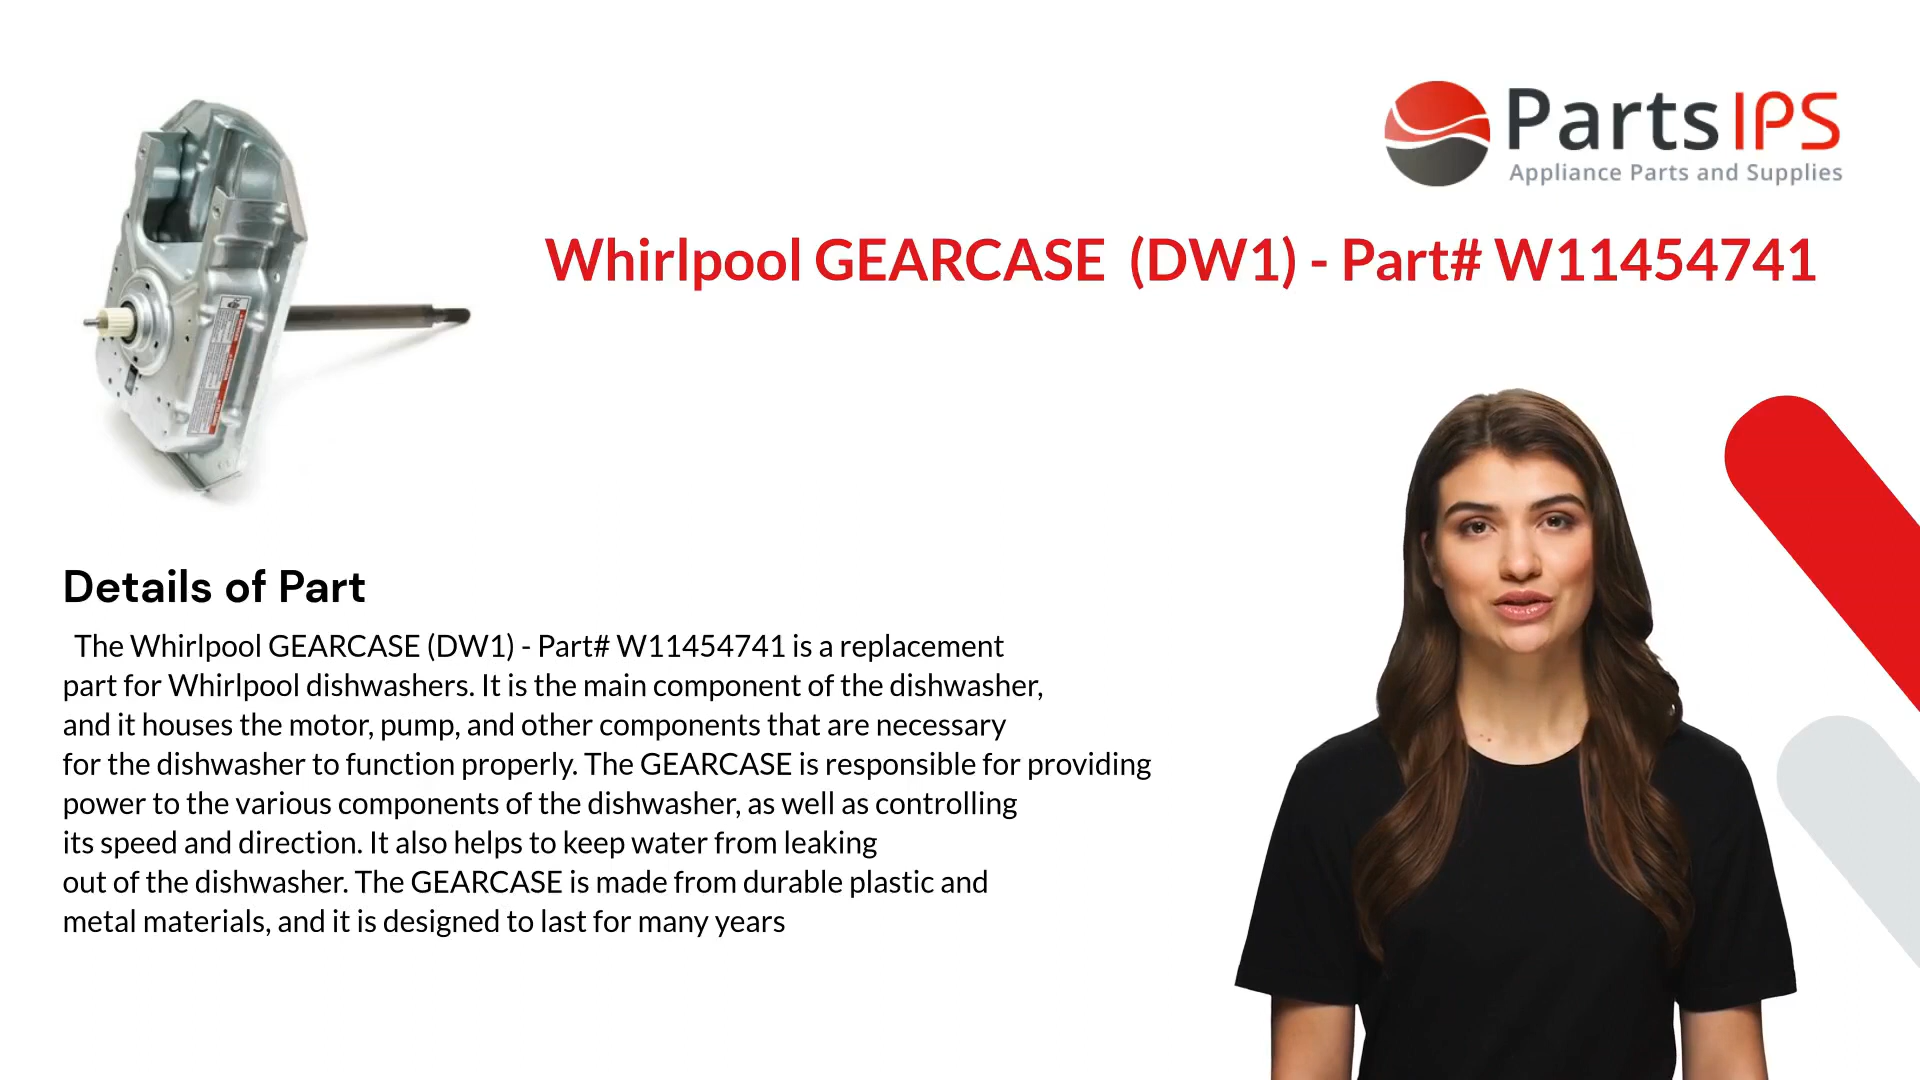 Parts IPS
Appliance Parts and Supplies
Whirlpool GEARCASE (DW1) - Part# W11454741
Details of Part
The Whirlpool GEARCASE (DW1) - Part# W11454741 is a replacement
part for Whirlpool dishwashers. It is the main component of the dishwasher,
and it houses the motor, pump, and other components that are necessary
for the dishwasher to function properly. The GEARCASE is responsible for providing
power to the various components of the dishwasher, as well as controlling
its speed and direction. It also helps to keep water from leaking
out of the dishwasher. The GEARCASE is made from durable plastic and
metal materials, and it is designed to last for many years